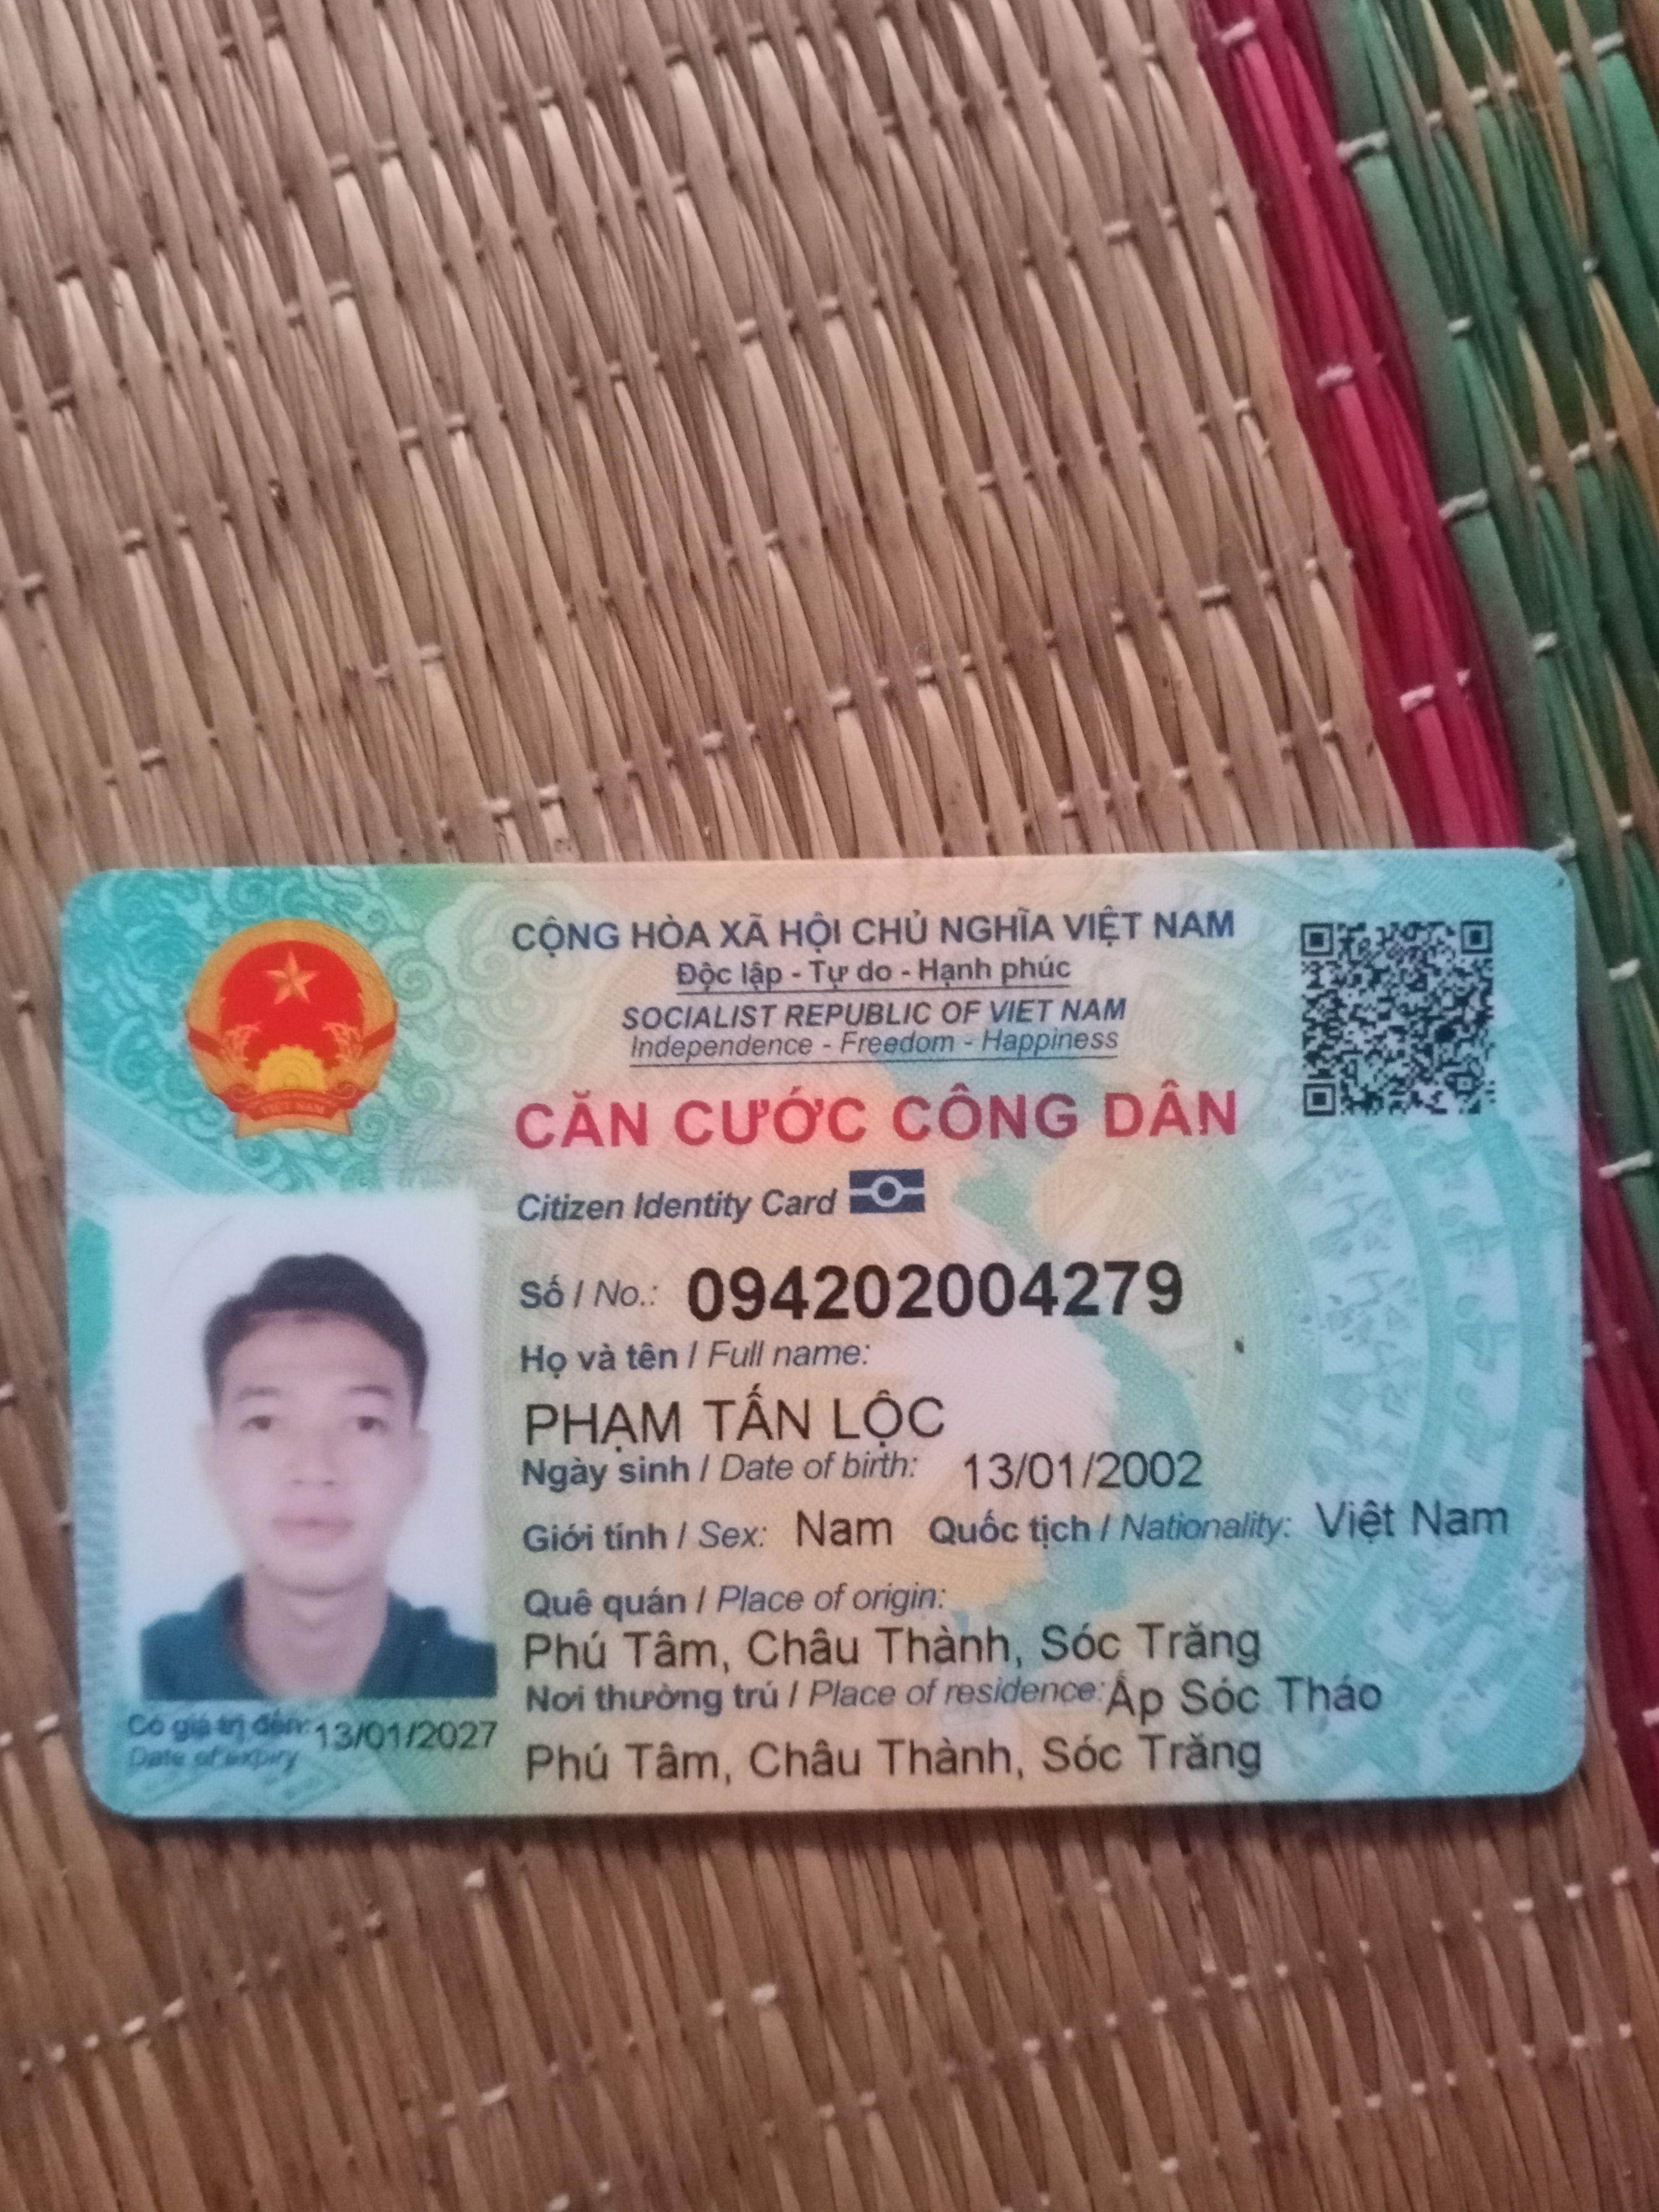 CỘNG HÒA XÃ HỘI CHỦ NGHĨA VIỆT NAM
Độc lập - Tự do - Hạnh phúc
SOCIALIST REPUBLIC OF VIET NAM
Independence - Freedom - Happiness
CĂN CƯỚC CÔNG DÂN
Citizen Identity Card
Số / No.: 094202004279
Họ và tên / Full name:
PHẠM TẤN LỘC
Ngày sinh / Date of birth: 13/01/2002
Giới tính / Sex: Nam Quốc tịch / Nationality: Việt Nam
Quê quán / Place of origin:
Phú Tâm, Châu Thành, Sóc Trăng
Nơi thường trú / Place of residence: Ấp Sóc Tháo
Phú Tâm, Châu Thành, Sóc Trăng
Có giá trị đến: 13/01/2027
Date of expiry
VIỆT NAM